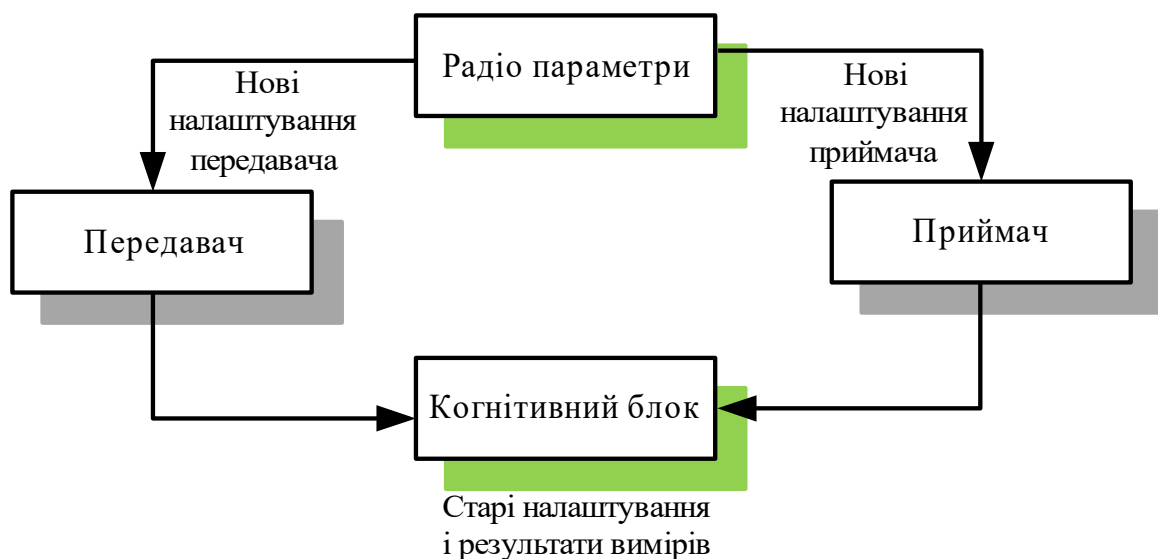 Радіо параметри
Нові
налаштування
передавача
Нові
налаштування
приймача
Передавач
Приймач
Когнітивний блок
Старі налаштування
і результати вимірів